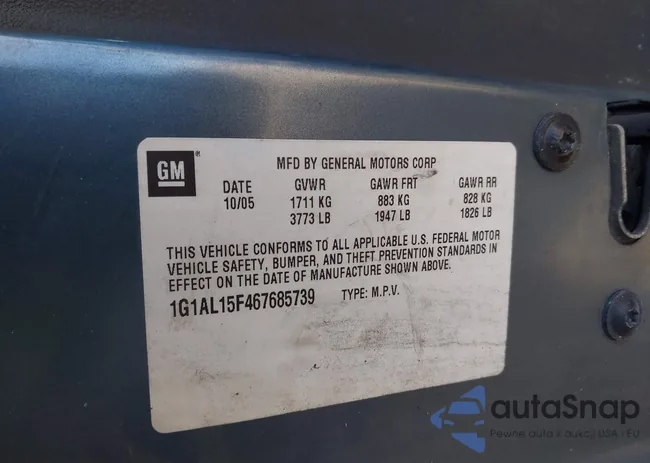 GM
MFD BY GENERAL MOTORS CORP
DATE GVWR GAWR FRT GAWR RR
10/05 1711 KG 883 KG 828 KG
3773 LB 1947 LB 1826 LB
THIS VEHICLE CONFORMS TO ALL APPLICABLE U.S. FEDERAL MOTOR
VEHICLE SAFETY, BUMPER, AND THEFT PREVENTION STANDARDS IN
EFFECT ON THE DATE OF MANUFACTURE SHOWN ABOVE.
1G1AL15F467685739 TYPE: M.P.V.
autaSnap
Pewne auta z aukcji USA - EU